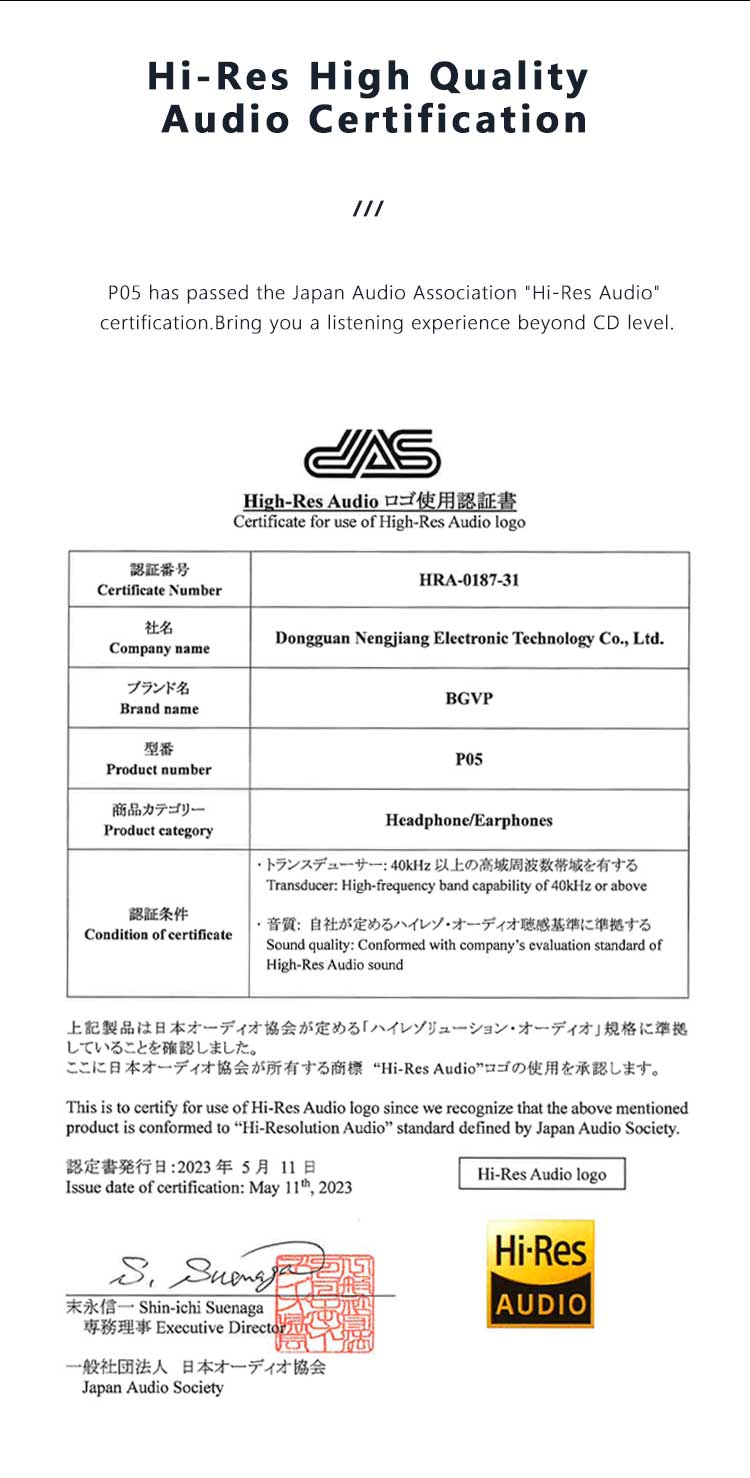 Hi-Res High Quality
Audio Certification
///
P05 has passed the Japan Audio Association "Hi-Res Audio"
certification.Bring you a listening experience beyond CD level.
JAS
High-Res Audio ロゴ使用認証書
Certificate for use of High-Res Audio logo
認証番号
Certificate Number
HRA-0187-31
社名
Company name
Dongguan Nengjiang Electronic Technology Co., Ltd.
ブランド名
Brand name
BGVP
型番
Product number
P05
商品カテゴリー
Product category
Headphone/Earphones
認証条件
Condition of certificate
・トランスデューサー: 40kHz 以上の高域周波数帯域を有する
Transducer: High-frequency band capability of 40kHz or above
・音質: 自社が定めるハイレゾ・オーディオ聴感基準に準拠する
Sound quality: Conformed with company's evaluation standard of
High-Res Audio sound
上記製品は日本オーディオ協会が定める「ハイレゾリューション・オーディオ」規格に準拠
していることを確認しました。
ここに日本オーディオ協会が所有する商標 “Hi-Res Audio”ロゴの使用を承認します。
This is to certify for use of Hi-Res Audio logo since we recognize that the above mentioned
product is conformed to “Hi-Resolution Audio” standard defined by Japan Audio Society.
認定書発行日:2023 年 5 月 11 日
Issue date of certification: May 11th, 2023
Hi-Res Audio logo
Hi-Res
AUDIO
S. Suenaga
末永信一 Shin-ichi Suenaga
専務理事 Executive Director
一般社団法人 日本オーディオ協会
Japan Audio Society